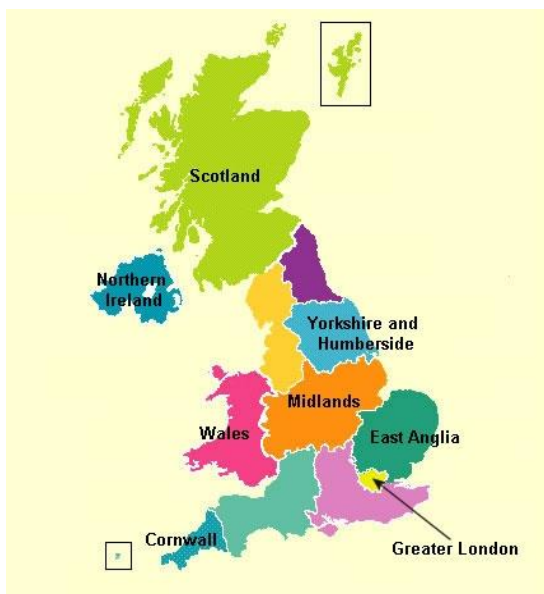 Scotland
Northern
Ireland
Yorkshire and
Humberside
Midlands
Wales
East Anglia
Cornwall
Greater London